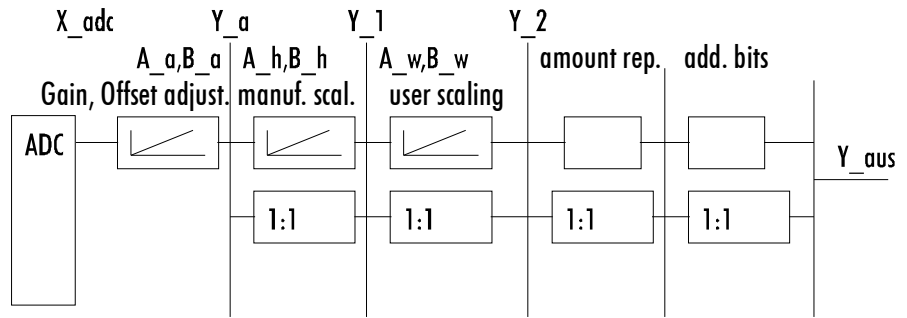 X_adc Y_a Y_1 Y_2
A_a,B_a A_h,B_h A_w,B_w amount rep. add. bits
Gain, Offset adjust. manuf. scal. user scaling
ADC
Y_aus
1:1 1:1 1:1 1:1